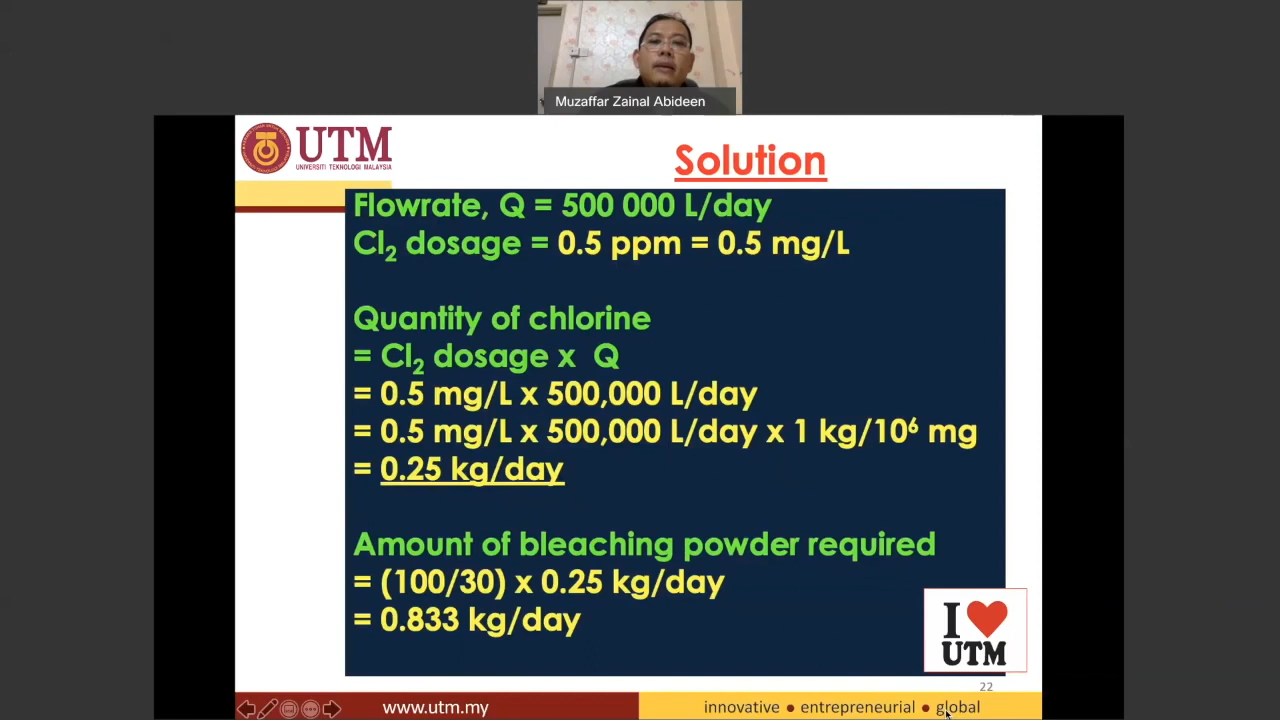 Muzaffar Zainal Abideen
UTM
UNIVERSITI TEKNOLOGI MALAYSIA
Solution
Flowrate, Q = 500 000 L/day
Cl₂ dosage = 0.5 ppm = 0.5 mg/L
Quantity of chlorine
= Cl₂ dosage x Q
= 0.5 mg/L x 500,000 L/day
= 0.5 mg/L x 500,000 L/day x 1 kg/10⁶ mg
= 0.25 kg/day
Amount of bleaching powder required
= (100/30) x 0.25 kg/day
= 0.833 kg/day
I ❤ UTM
22
www.utm.my
innovative ● entrepreneurial ● global